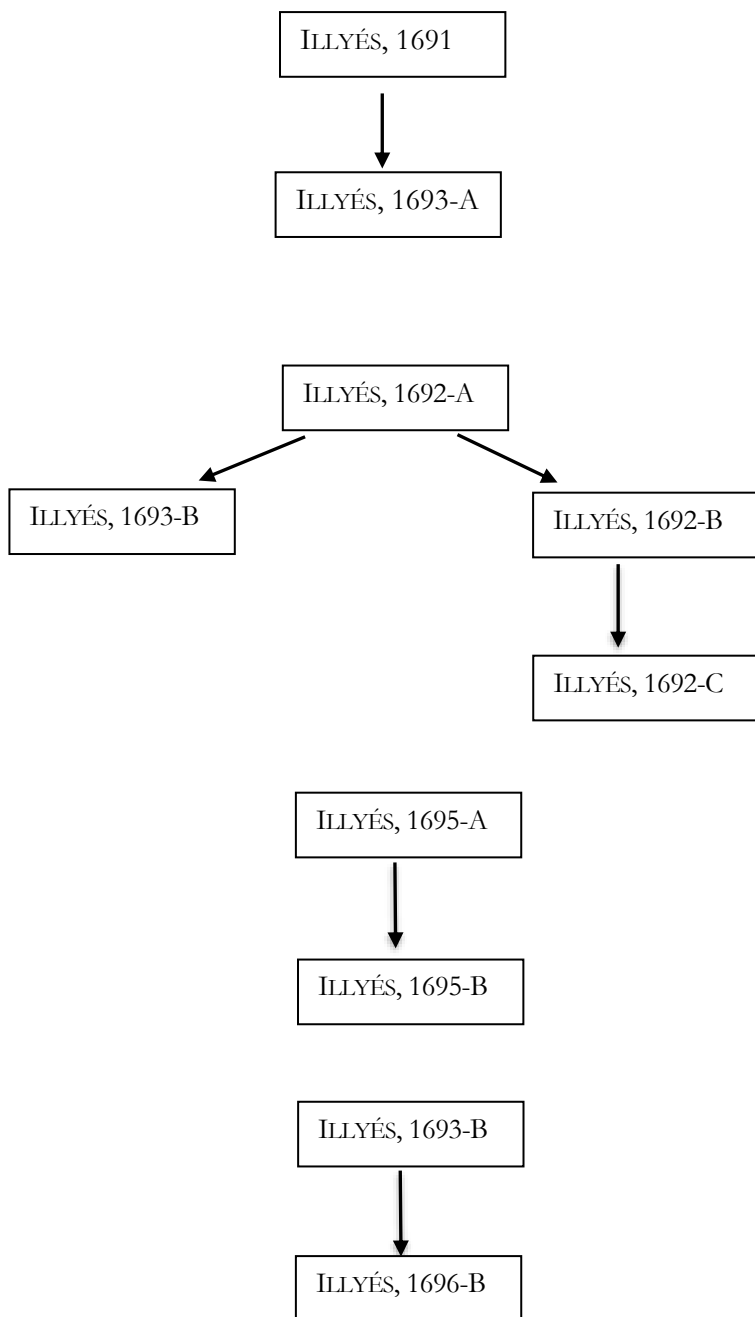 ILLYÉS, 1691
ILLYÉS, 1693-A
ILLYÉS, 1692-A
ILLYÉS, 1693-B
ILLYÉS, 1692-B
ILLYÉS, 1692-C
ILLYÉS, 1695-A
ILLYÉS, 1695-B
ILLYÉS, 1693-B
ILLYÉS, 1696-B